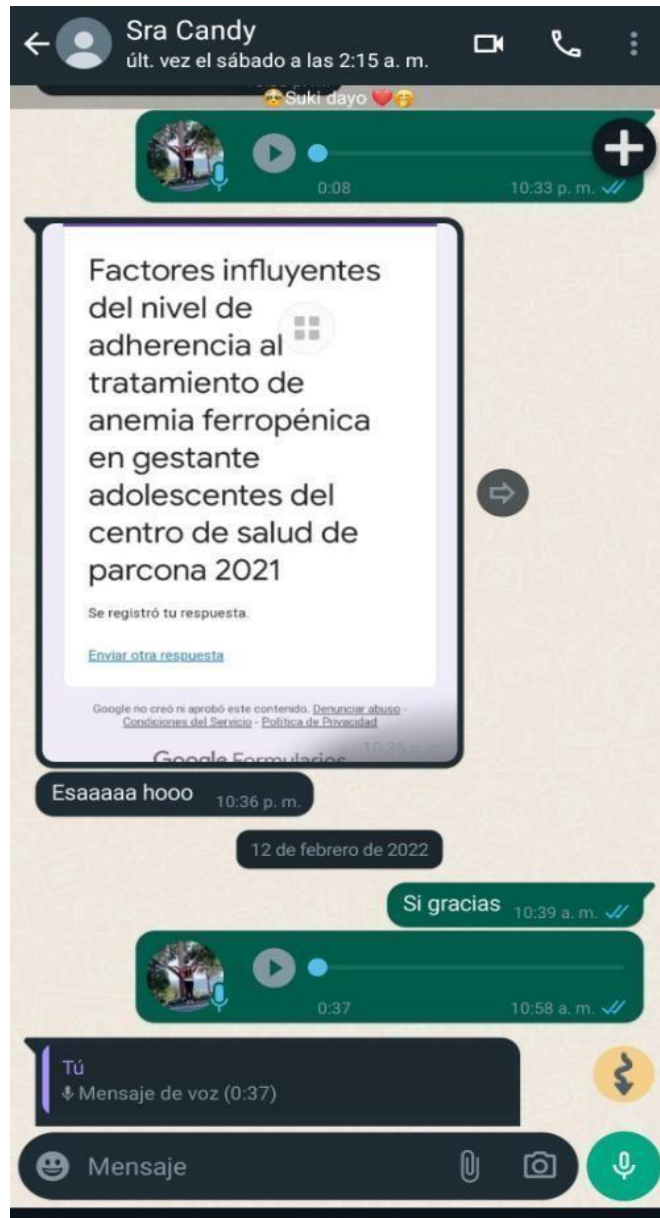 Sra Candy
últ. vez el sábado a las 2:15 a. m.
Suki dayo
0:08 10:33 p. m.
Factores influyentes
del nivel de
adherencia al
tratamiento de
anemia ferropénica
en gestante
adolescentes del
centro de salud de
parcona 2021
Se registró tu respuesta.
Enviar otra respuesta
Google no creó ni aprobó este contenido. Denunciar abuso -
Condiciones del Servicio - Política de Privacidad
Google Formularios
Esaaaaa hooo 10:36 p. m.
12 de febrero de 2022
Si gracias 10:39 a. m.
0:37 10:58 a. m.
Tú
Mensaje de voz (0:37)
Mensaje